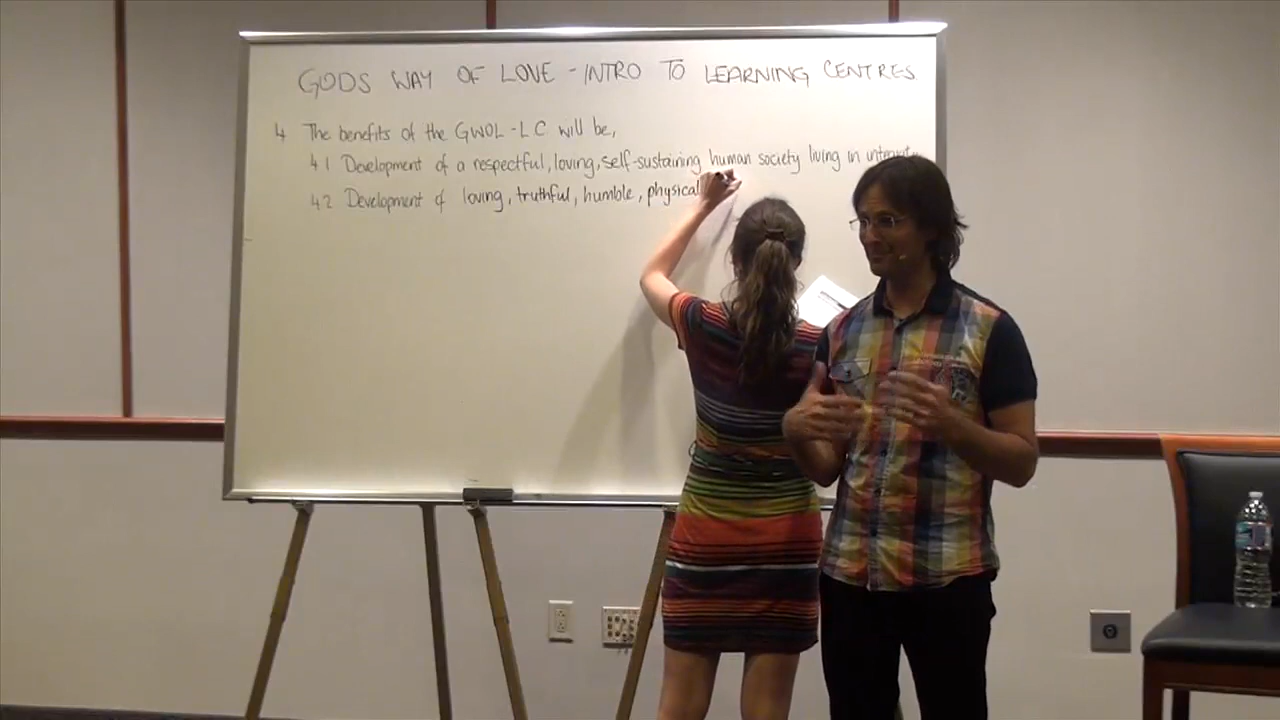 GODS WAY OF LOVE - INTRO TO LEARNING CENTRES
4 The benefits of the GWOL - LC will be,
4.1 Development of a respectful, loving, self-sustaining human society living in
4.2 Development of loving, truthful, humble, physical